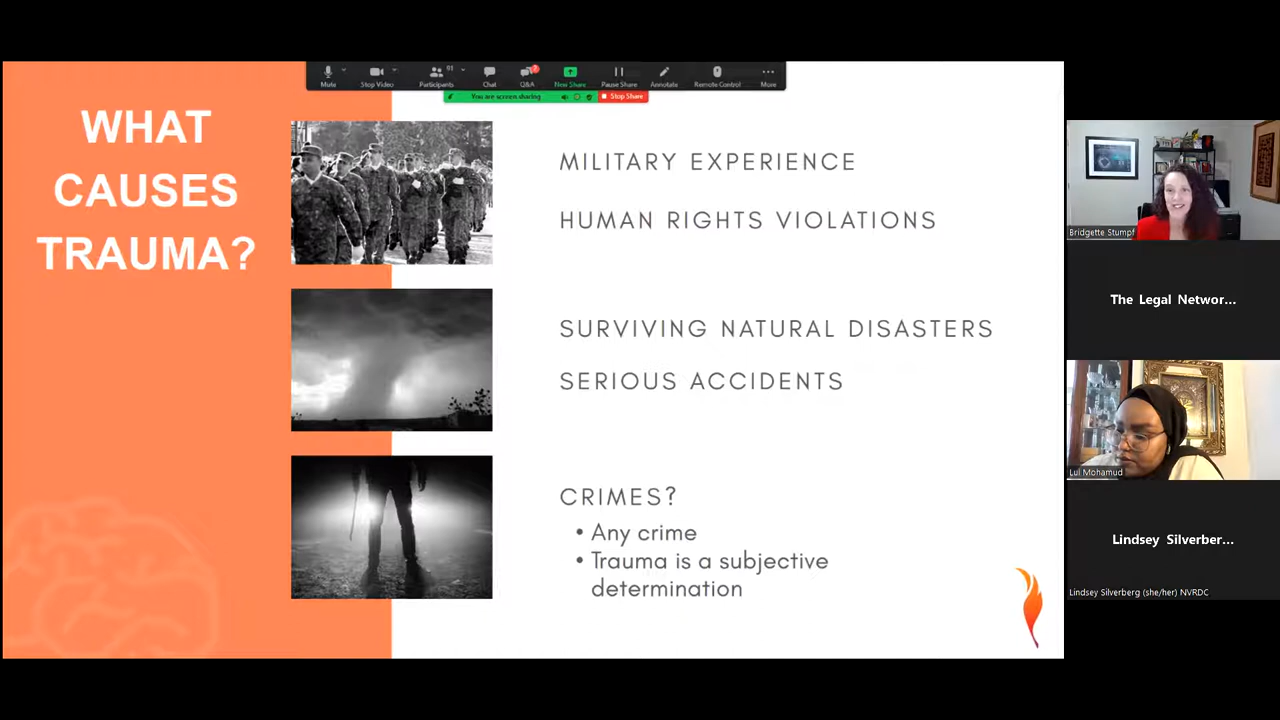 Mute
Stop Video
Participants
91
Chat
Q&A
New Share
Pause Share
Annotate
Remote Control
More
You are screen sharing
Stop Share
WHAT
CAUSES
TRAUMA?
MILITARY EXPERIENCE
HUMAN RIGHTS VIOLATIONS
SURVIVING NATURAL DISASTERS
SERIOUS ACCIDENTS
CRIMES?
• Any crime
• Trauma is a subjective
determination
Bridgette Stumpf
The Legal Networ...
Lul Mohamud
Lindsey Silverber...
Lindsey Silverberg (she/her) NVRDC